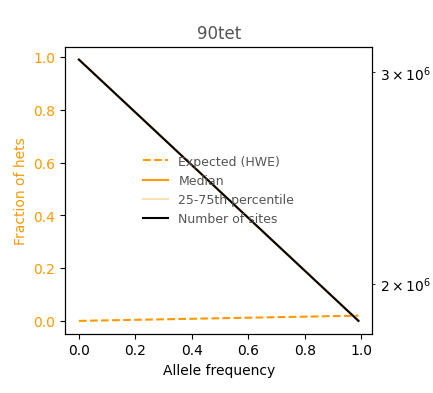 90tet
1.0
0.8
0.6
0.4
0.2
0.0
Fraction of hets
Expected (HWE)
Median
25-75th percentile
Number of sites
3 × 10⁶
2 × 10⁶
0.0 0.2 0.4 0.6 0.8 1.0
Allele frequency